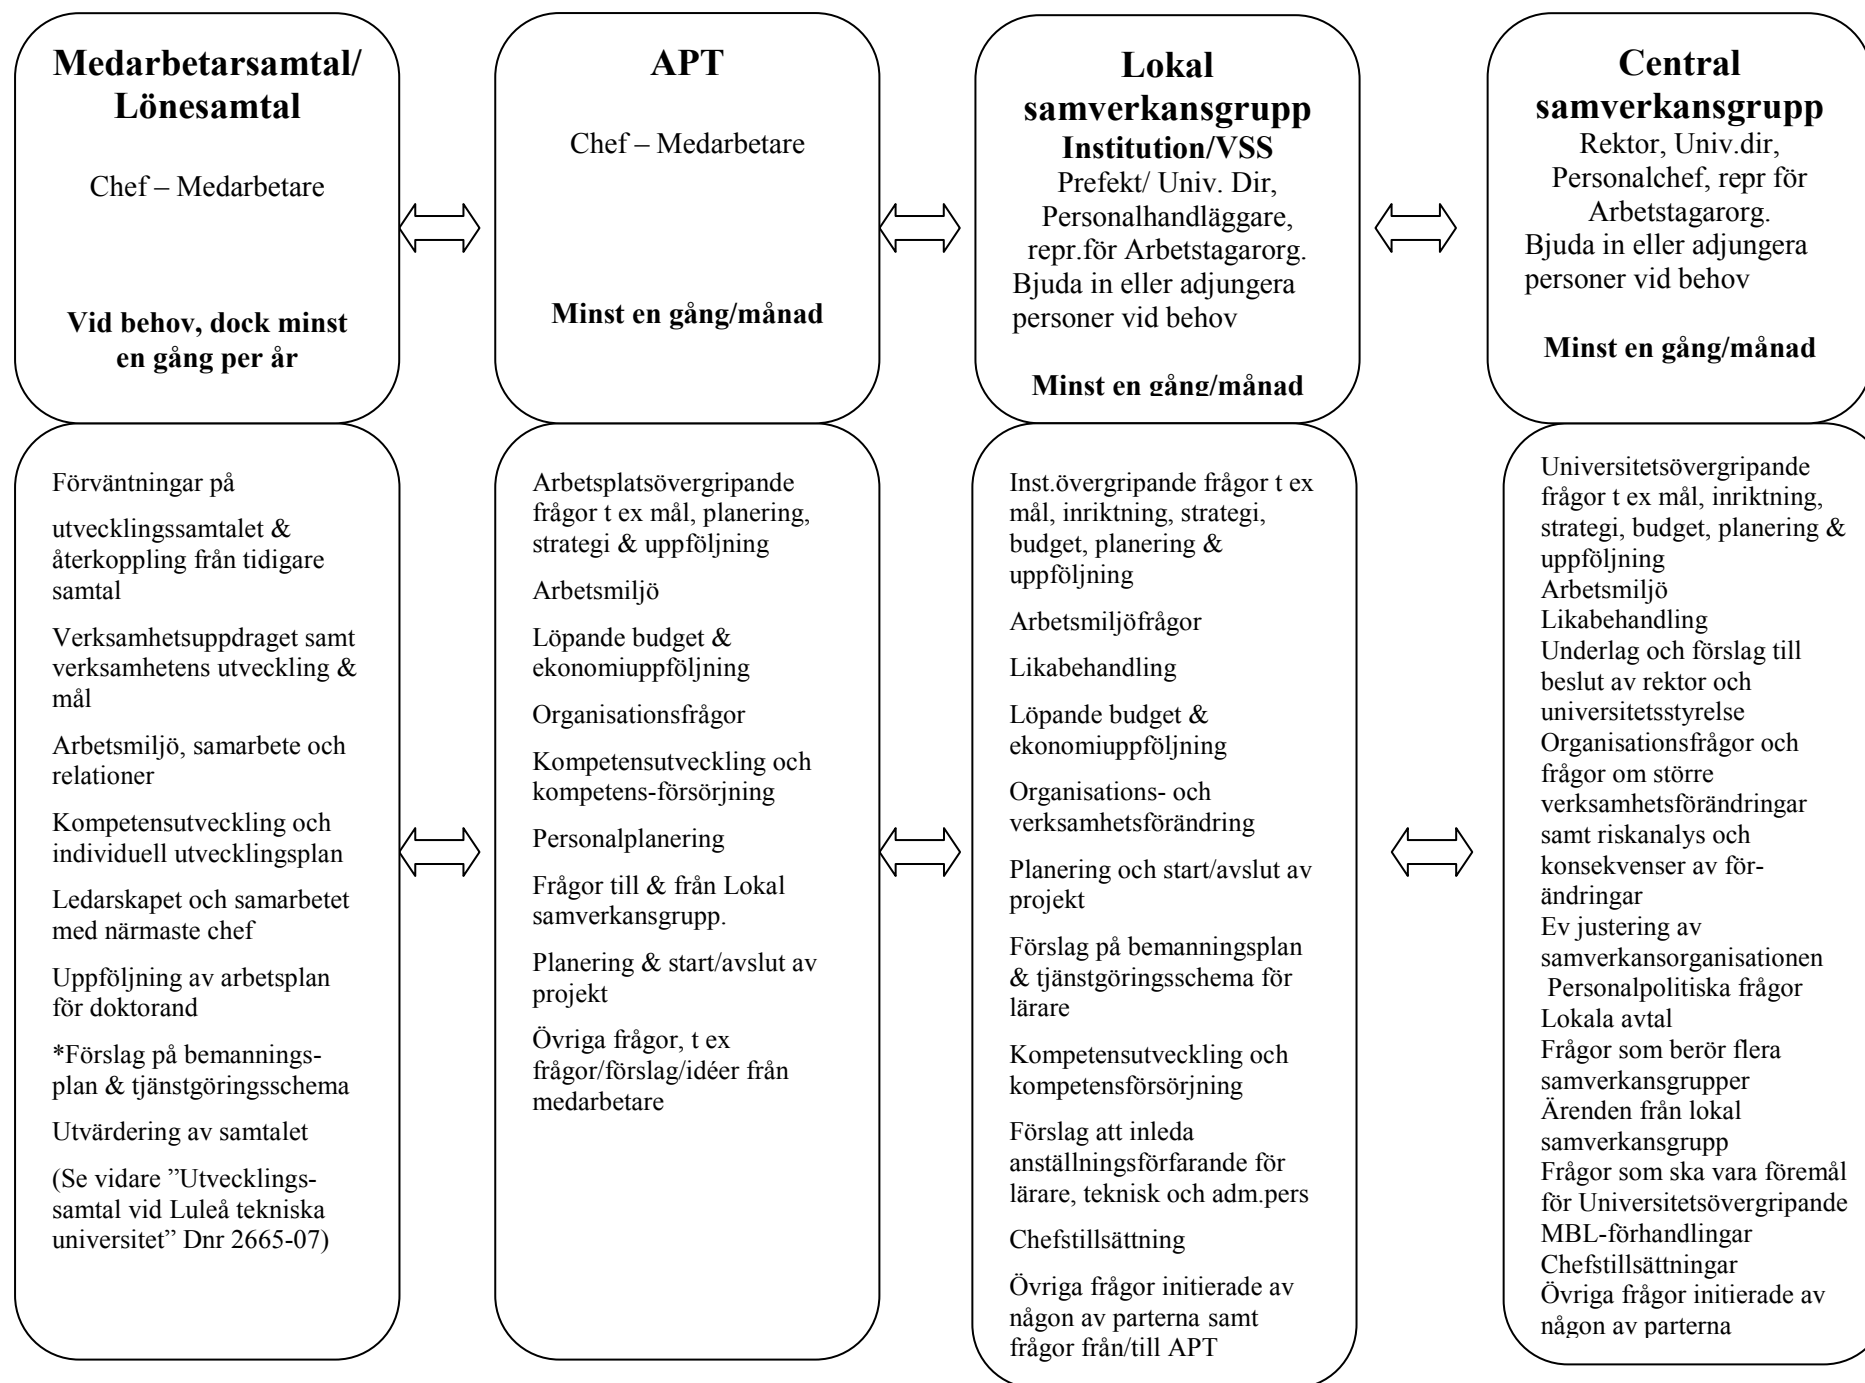 Medarbetarsamtal/
Lönesamtal
Chef – Medarbetare
Vid behov, dock minst
en gång per år
APT
Chef – Medarbetare
Minst en gång/månad
Lokal
samverkansgrupp
Institution/VSS
Prefekt/ Univ. Dir,
Personalhandläggare,
repr.för Arbetstagarorg.
Bjuda in eller adjungera
personer vid behov
Minst en gång/månad
Central
samverkansgrupp
Rektor, Univ.dir,
Personalchef, repr för
Arbetstagarorg.
Bjuda in eller adjungera
personer vid behov
Minst en gång/månad
Förväntningar på
utvecklingssamtalet &
återkoppling från tidigare
samtal
Verksamhetsuppdraget samt
verksamhetens utveckling &
mål
Arbetsmiljö, samarbete och
relationer
Kompetensutveckling och
individuell utvecklingsplan
Ledarskapet och samarbetet
med närmaste chef
Uppföljning av arbetsplan
för doktorand
*Förslag på bemannings-
plan & tjänstgöringsschema
Utvärdering av samtalet
(Se vidare ”Utvecklings-
samtal vid Luleå tekniska
universitet” Dnr 2665-07)
Arbetsplatsövergripande
frågor t ex mål, planering,
strategi & uppföljning
Arbetsmiljö
Löpande budget &
ekonomiuppföljning
Organisationsfrågor
Kompetensutveckling och
kompetens-försörjning
Personalplanering
Frågor till & från Lokal
samverkansgrupp.
Planering & start/avslut av
projekt
Övriga frågor, t ex
frågor/förslag/idéer från
medarbetare
Inst.övergripande frågor t ex
mål, inriktning, strategi,
budget, planering &
uppföljning
Arbetsmiljöfrågor
Likabehandling
Löpande budget &
ekonomiuppföljning
Organisations- och
verksamhetsförändring
Planering och start/avslut av
projekt
Förslag på bemanningsplan
& tjänstgöringsschema för
lärare
Kompetensutveckling och
kompetensförsörjning
Förslag att inleda
anställningsförfarande för
lärare, teknisk och adm.pers
Chefstillsättning
Övriga frågor initierade av
någon av parterna samt
frågor från/till APT
Universitetsövergripande
frågor t ex mål, inriktning,
strategi, budget, planering &
uppföljning
Arbetsmiljö
Likabehandling
Underlag och förslag till
beslut av rektor och
universitetsstyrelse
Organisationsfrågor och
frågor om större
verksamhetsförändringar
samt riskanalys och
konsekvenser av för-
ändringar
Ev justering av
samverkansorganisationen
Personalpolitiska frågor
Lokala avtal
Frågor som berör flera
samverkansgrupper
Ärenden från lokal
samverkansgrupp
Frågor som ska vara föremål
för Universitetsövergripande
MBL-förhandlingar
Chefstillsättningar
Övriga frågor initierade av
någon av parterna